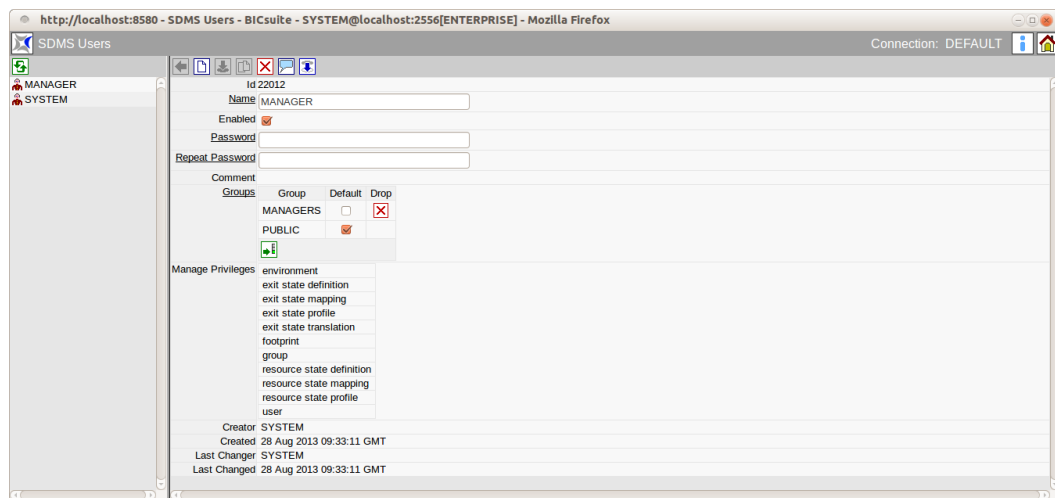 http://localhost:8580 - SDMS Users - BICsuite - SYSTEM@localhost:2556[ENTERPRISE] - Mozilla Firefox
SDMS Users
Connection: DEFAULT
MANAGER
SYSTEM
Id 22012
Name MANAGER
Enabled
Password
Repeat Password
Comment
Groups Group Default Drop
MANAGERS
PUBLIC
Manage Privileges environment
exit state definition
exit state mapping
exit state profile
exit state translation
footprint
group
resource state definition
resource state mapping
resource state profile
user
Creator SYSTEM
Created 28 Aug 2013 09:33:11 GMT
Last Changer SYSTEM
Last Changed 28 Aug 2013 09:33:11 GMT